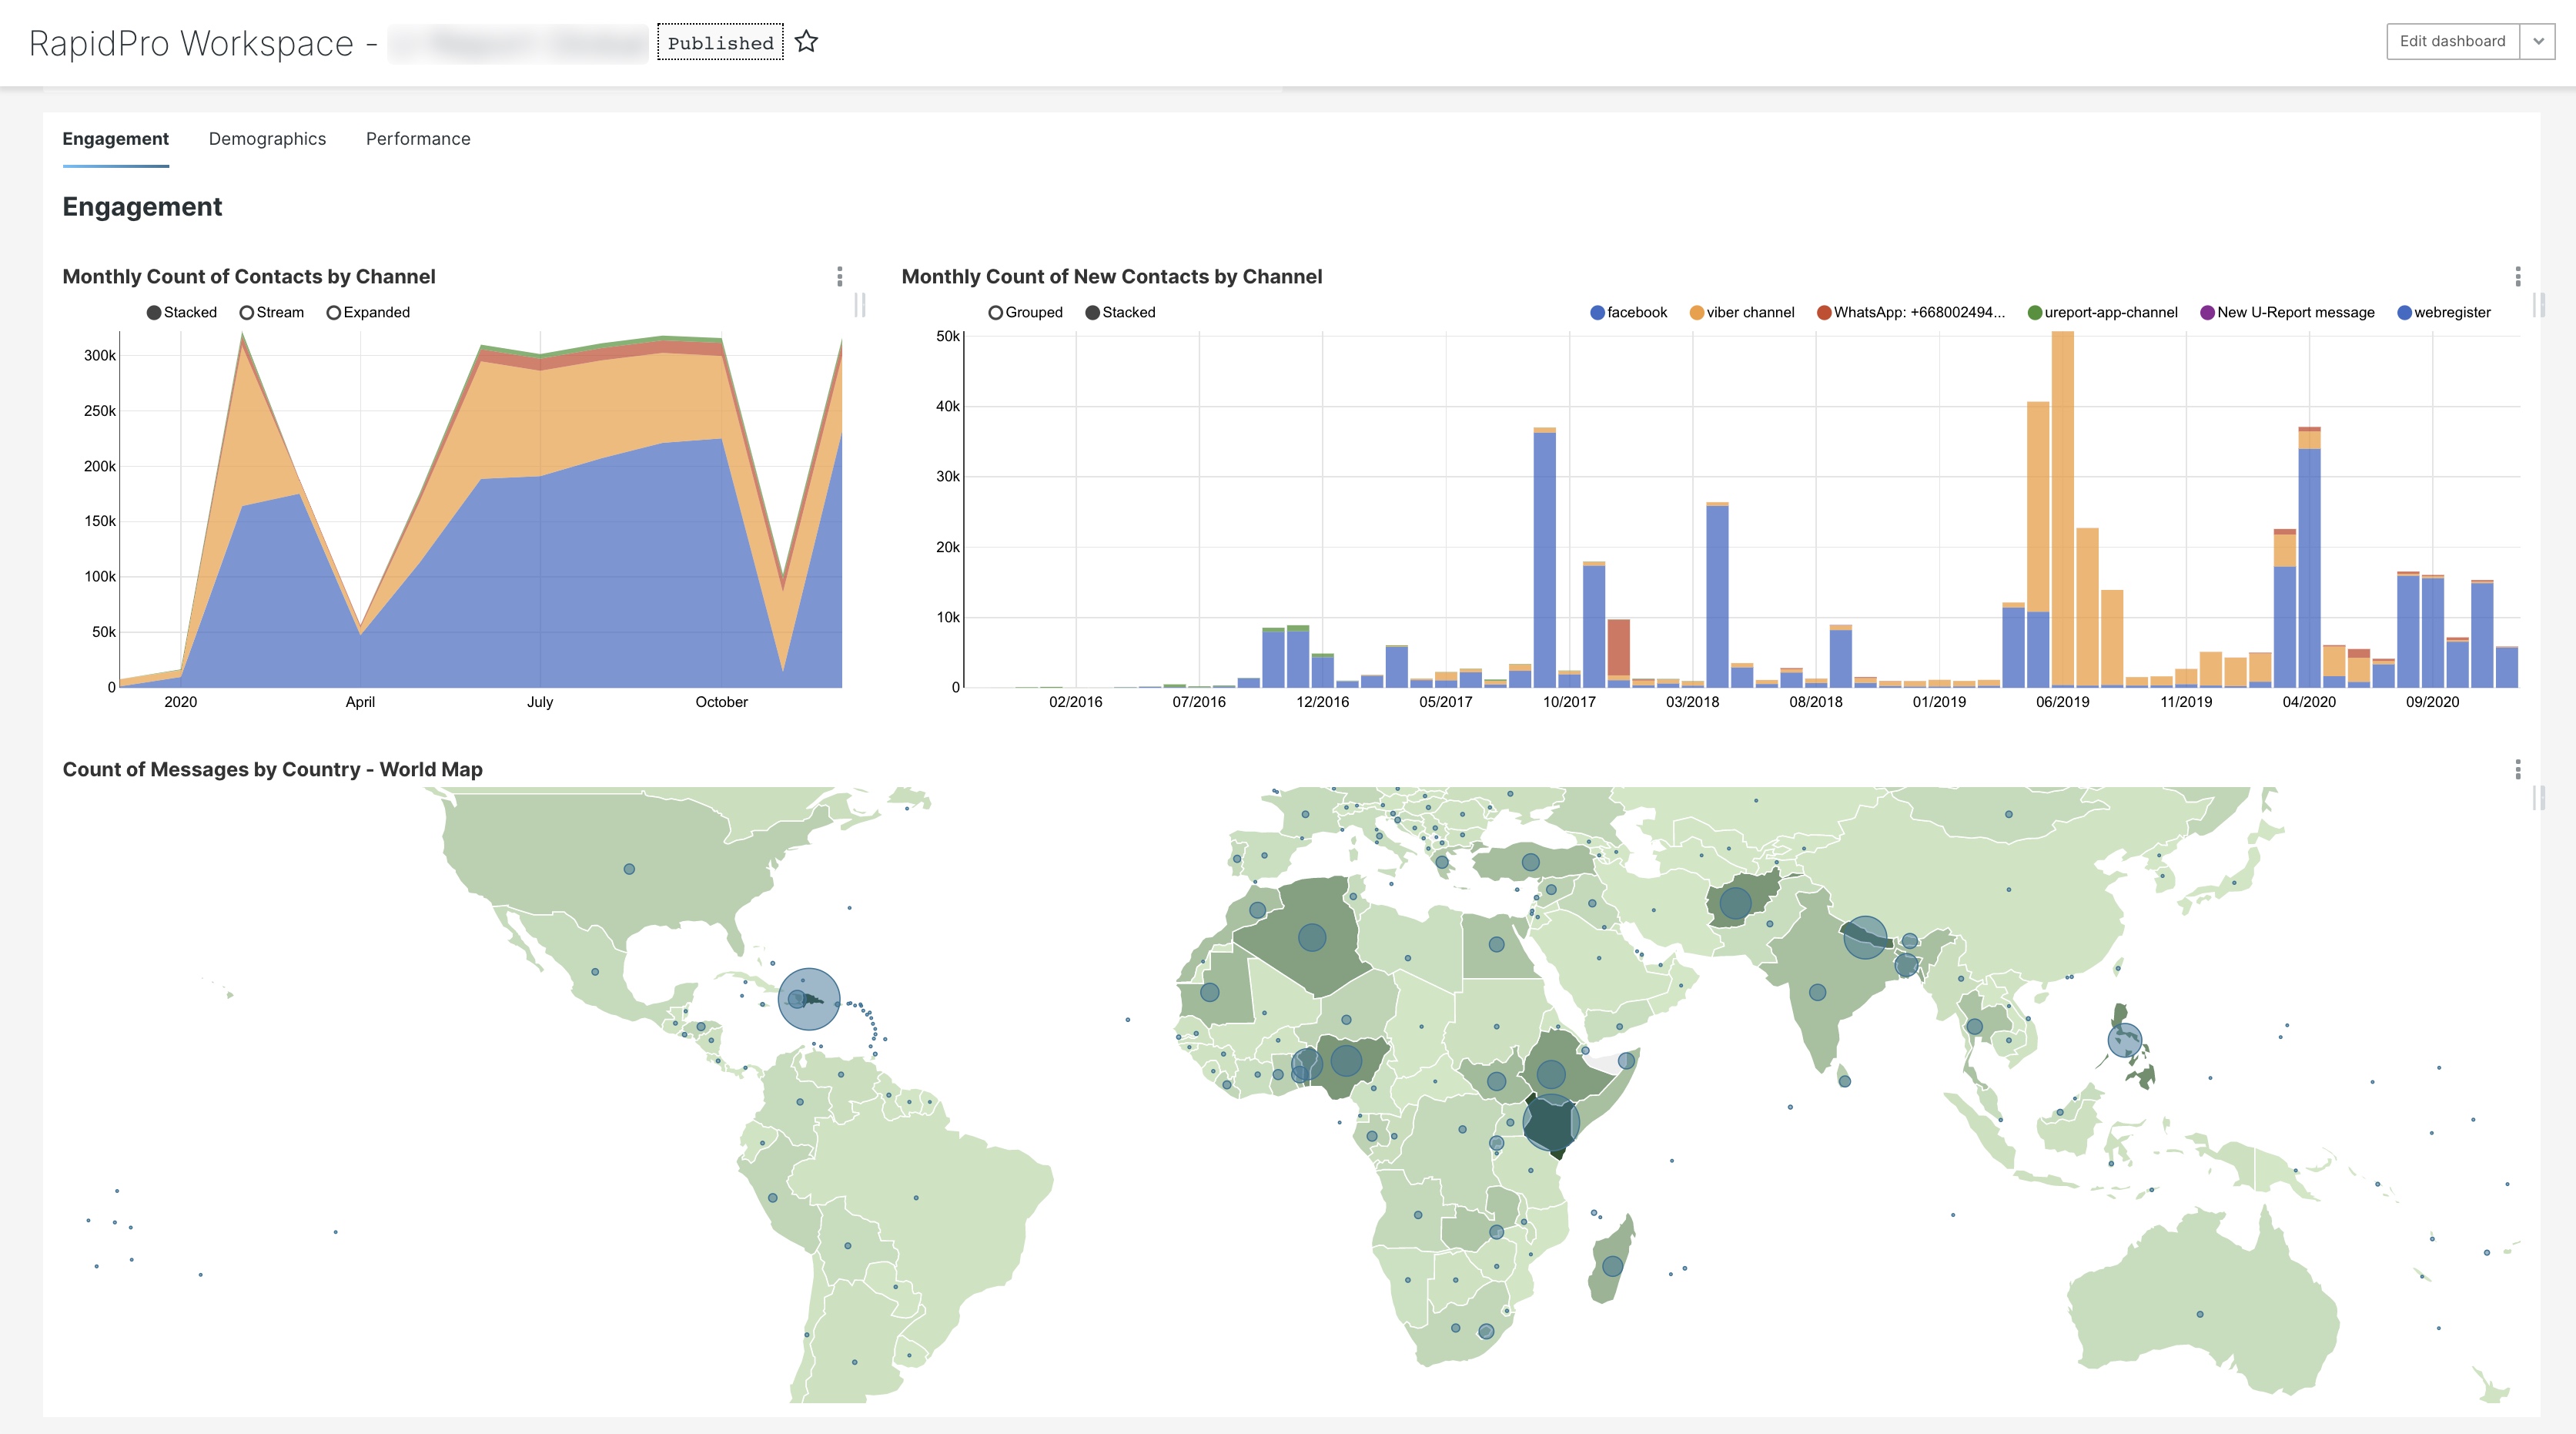 RapidPro Workspace -
Published
Edit dashboard
Engagement Demographics Performance
Engagement
Monthly Count of Contacts by Channel
Stacked Stream Expanded
300k
250k
200k
150k
100k
50k
0
2020 April July October
Monthly Count of New Contacts by Channel
Grouped Stacked
facebook viber channel WhatsApp: +668002494... ureport-app-channel New U-Report message webregister
50k
40k
30k
20k
10k
0
02/2016 07/2016 12/2016 05/2017 10/2017 03/2018 08/2018 01/2019 06/2019 11/2019 04/2020 09/2020
Count of Messages by Country - World Map